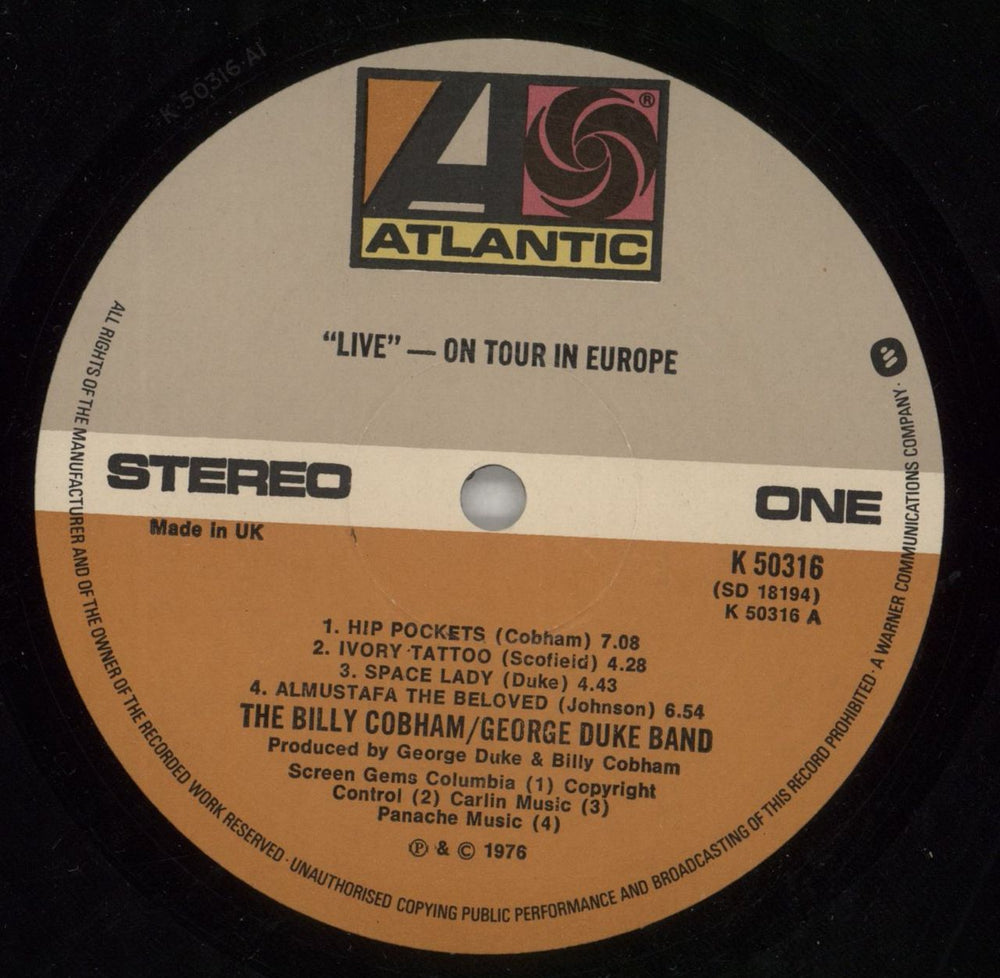 K 50316 A1
®
ATLANTIC
“LIVE” — ON TOUR IN EUROPE
STEREO
ONE
Made in UK
K 50316
(SD 18194)
K 50316 A
1. HIP POCKETS (Cobham) 7.08
2. IVORY TATTOO (Scofield) 4.28
3. SPACE LADY (Duke) 4.43
4. ALMUSTAFA THE BELOVED (Johnson) 6.54
THE BILLY COBHAM/GEORGE DUKE BAND
Produced by George Duke & Billy Cobham
Screen Gems Columbia (1) Copyright
Control (2) Carlin Music (3)
Panache Music (4)
℗ & © 1976
ALL RIGHTS OF THE MANUFACTURER AND OF THE OWNER OF THE RECORDED WORK RESERVED · UNAUTHORISED COPYING PUBLIC PERFORMANCE AND BROADCASTING OF THIS RECORD PROHIBITED · A WARNER COMMUNICATIONS COMPANY ·